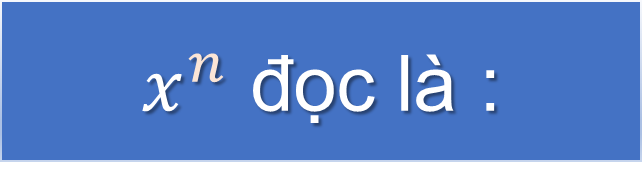 xⁿ đọc là :